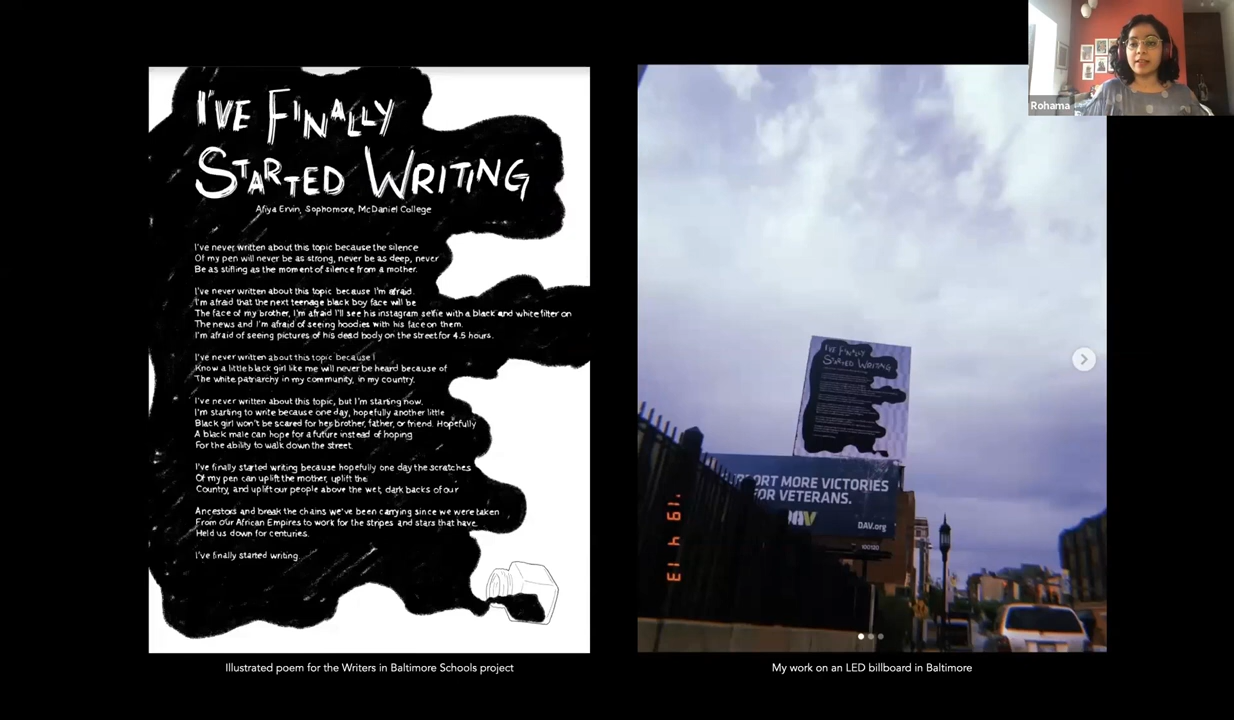 Rohama
I'VE FINALLY
STARTED WRITING
Afiya Ervin, Sophomore, McDaniel College
I've never written about this topic because the silence
Of my pen will never be as strong, never be as deep, never
Be as stifling as the moment of silence from a mother.
I've never written about this topic because I'm afraid.
I'm afraid that the next teenage black boy face will be
The face of my brother, I'm afraid I'll see his instagram selfie with a black and white filter on
The news and I'm afraid of seeing hoodies with his face on them.
I'm afraid of seeing pictures of his dead body on the street for 4.5 hours.
I've never written about this topic because I
Know a little black girl like me will never be heard because of
The white patriarchy in my community, in my country.
I've never written about this topic, but I'm starting now.
I'm starting to write because one day, hopefully another little
Black girl won't be scared for her brother, father, or friend. Hopefully
A black male can hope for a future instead of hoping
For the ability to walk down the street.
I've finally started writing because hopefully one day the scratches
Of my pen can uplift the mother, uplift the
Country, and uplift our people above the wet, dark backs of our
Ancestors and break the chains we've been carrying since we were taken
From our African Empires to work for the stripes and stars that have
Held us down for centuries.
I've finally started writing.
Illustrated poem for the Writers in Baltimore Schools project
I'VE FINALLY
STARTED WRITING
MORE VICTORIES
FOR VETERANS.
DAV
DAV.org
My work on an LED billboard in Baltimore